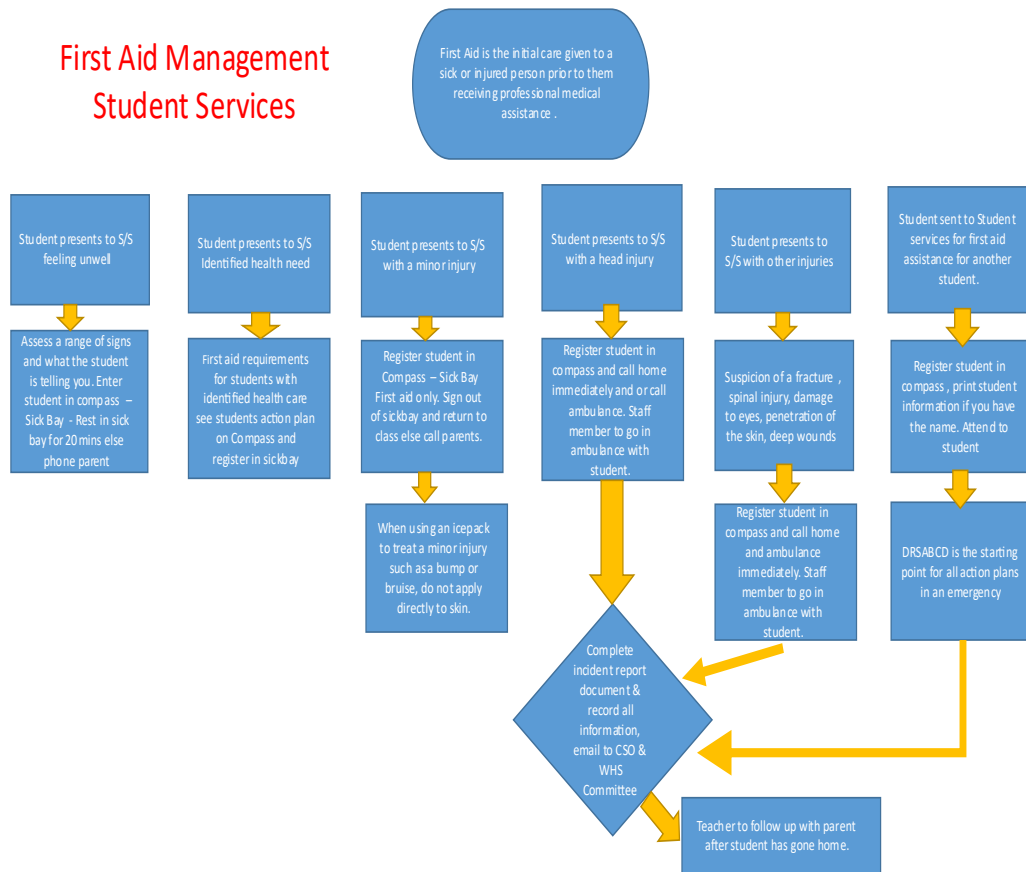 First Aid Management
Student Services
First Aid is the initial care given to a
sick or injured person prior to them
receiving professional medical
assistance .
Student presents to S/S
feeling unwell
Student presents to S/S
Identified health need
Student presents to S/S
with a minor injury
Student presents to S/S
with a head injury
Student presents to
S/S with other injuries
Student sent to Student
services for first aid
assistance for another
student.
Assess a range of signs
and what the student
is telling you. Enter
student in compass –
Sick Bay - Rest in sick
bay for 20 mins else
phone parent
First aid requirements
for students with
identified health care
see students action plan
on Compass and
register in sickbay
Register student in
Compass – Sick Bay
First aid only. Sign out
of sickbay and return to
class else call parents.
Register student in
compass and call home
immediately and or call
ambulance. Staff
member to go in
ambulance with
student.
Suspicion of a fracture ,
spinal injury, damage
to eyes, penetration of
the skin, deep wounds
Register student in
compass , print student
information if you have
the name. Attend to
student
When using an icepack
to treat a minor injury
such as a bump or
bruise, do not apply
directly to skin.
Register student in
compass and call home
and ambulance
immediately. Staff
member to go in
ambulance with
student.
DRSABCD is the starting
point for all action plans
in an emergency
Complete
incident report
document &
record all
information,
email to CSO &
WHS
Committee
Teacher to follow up with parent
after student has gone home.